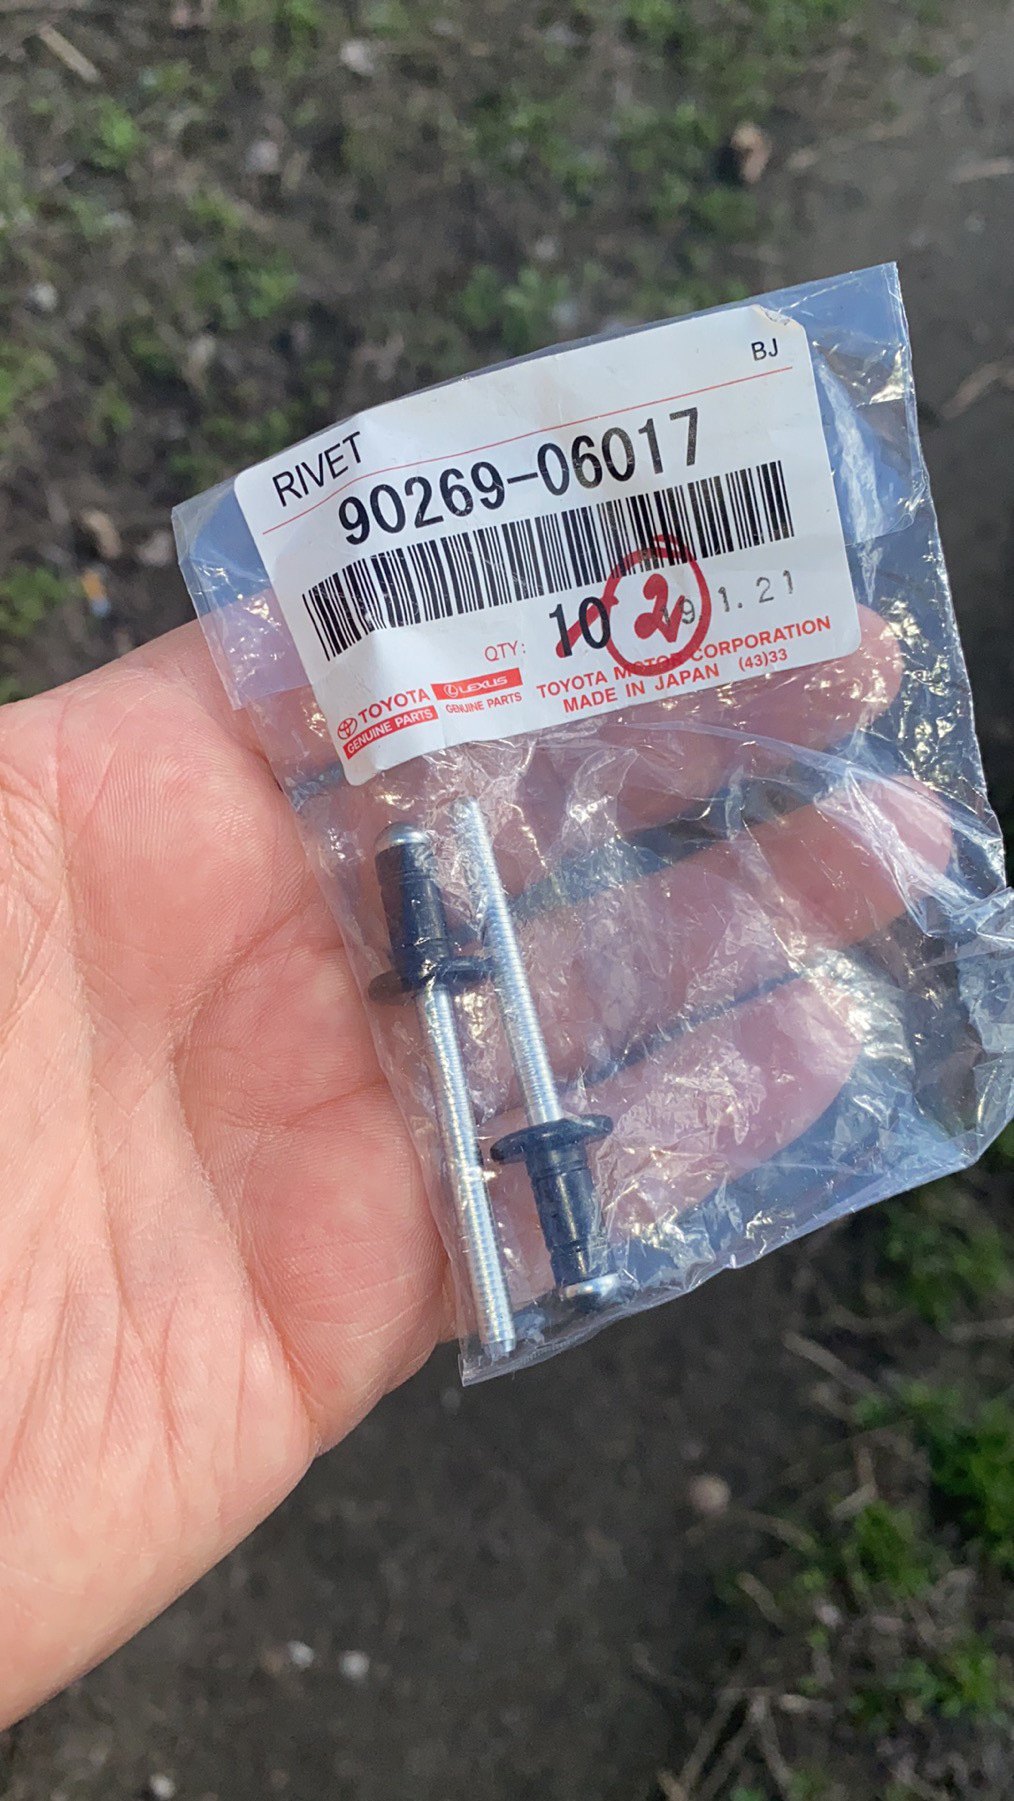 BJ
RIVET
90269-06017
QTY: 10 2 19 1. 21
TOYOTA LEXUS TOYOTA MOTOR CORPORATION
GENUINE PARTS GENUINE PARTS MADE IN JAPAN (43)33